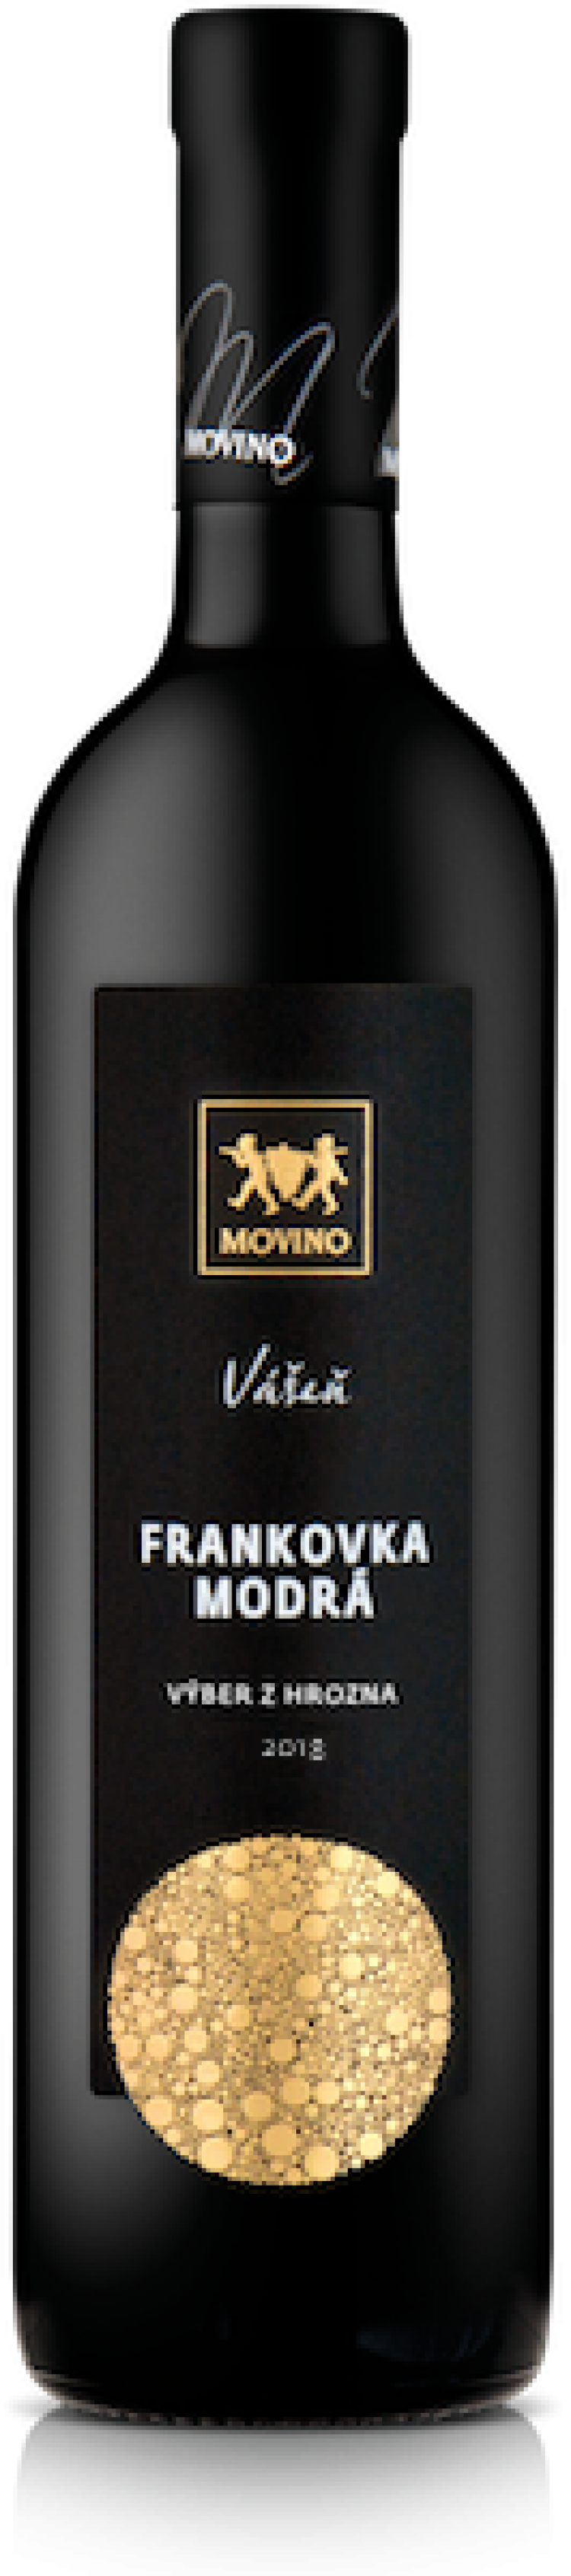 MOVINO
MOVINO
Vášeň
FRANKOVKA
MODRÁ
VÝBER Z HROZNA
2018